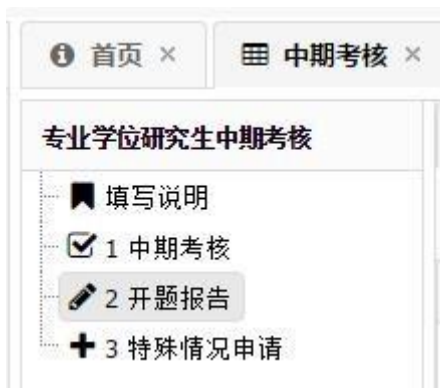 首页 × 中期考核 ×
专业学位研究生中期考核
填写说明
1 中期考核
2 开题报告
3 特殊情况申请